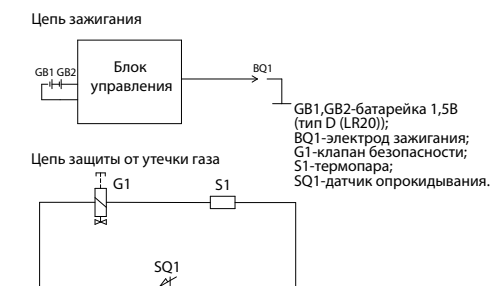 Цепь зажигания
GB1 GB2
Блок
управления
BQ1
GB1,GB2-батарейка 1,5В
(тип D (LR20));
BQ1-электрод зажигания;
G1-клапан безопасности;
S1-термопара;
SQ1-датчик опрокидывания.
Цепь защиты от утечки газа
G1
S1
SQ1